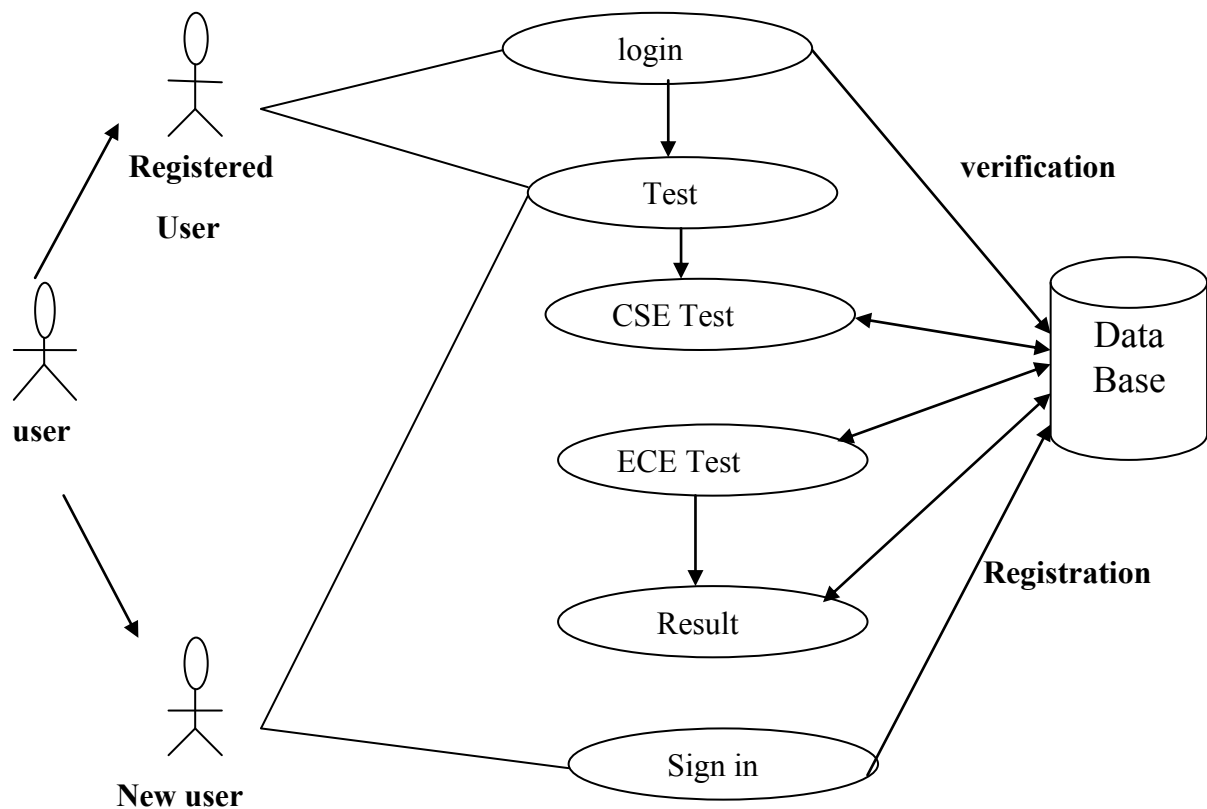 login
Registered
User
verification
Test
CSE Test
Data
Base
user
ECE Test
Registration
Result
Sign in
New user